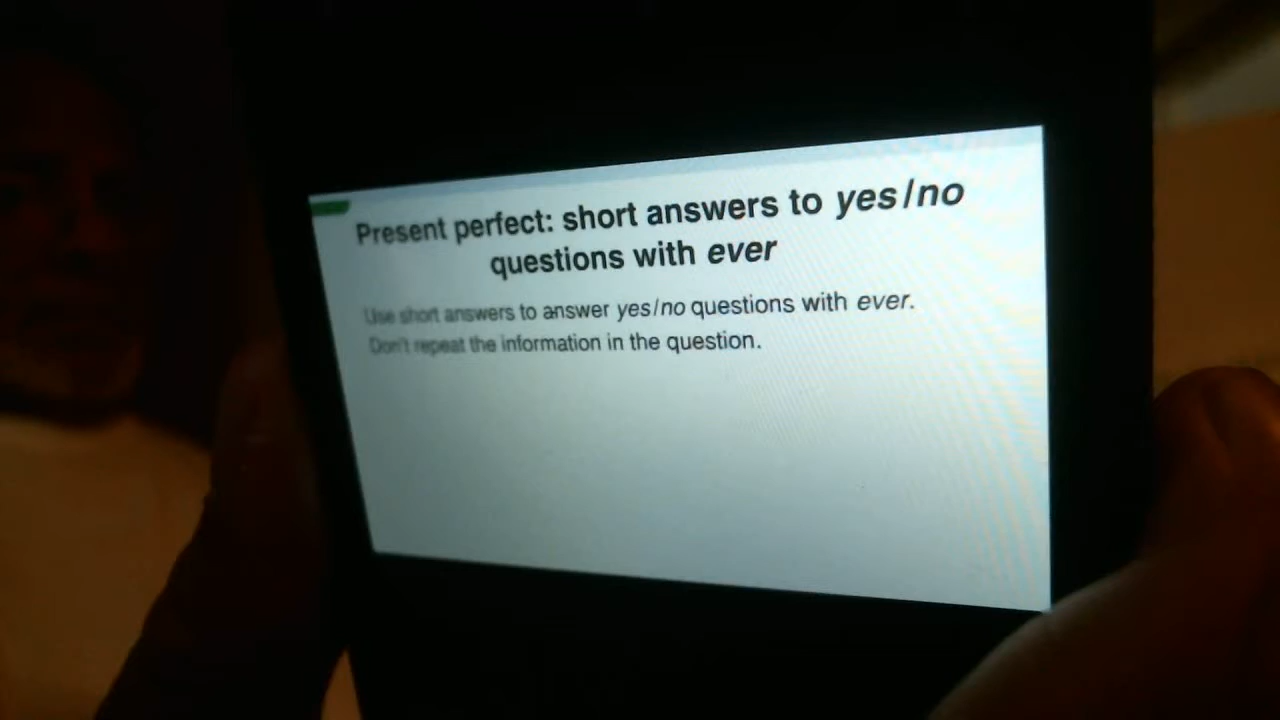 Present perfect: short answers to yes/no
questions with ever
Use short answers to answer yes/no questions with ever.
Don't repeat the information in the question.